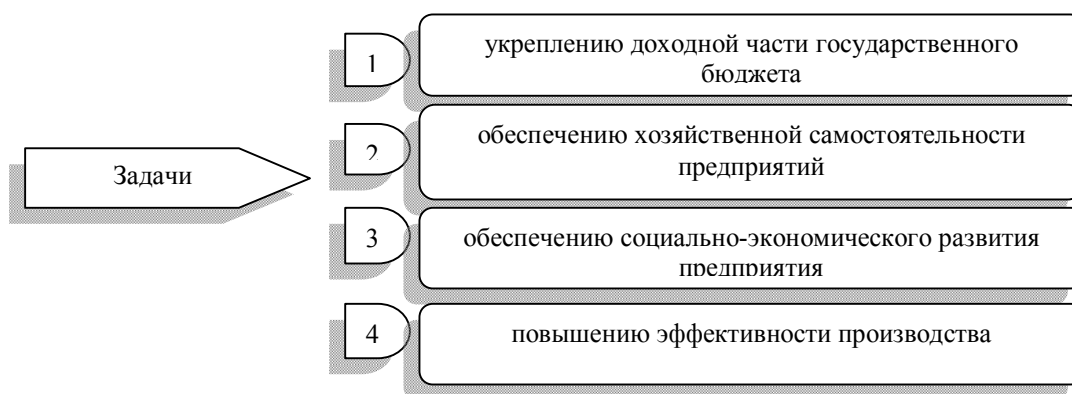 Задачи
1
укреплению доходной части государственного
бюджета
2
обеспечению хозяйственной самостоятельности
предприятий
3
обеспечению социально-экономического развития
предприятия
4
повышению эффективности производства